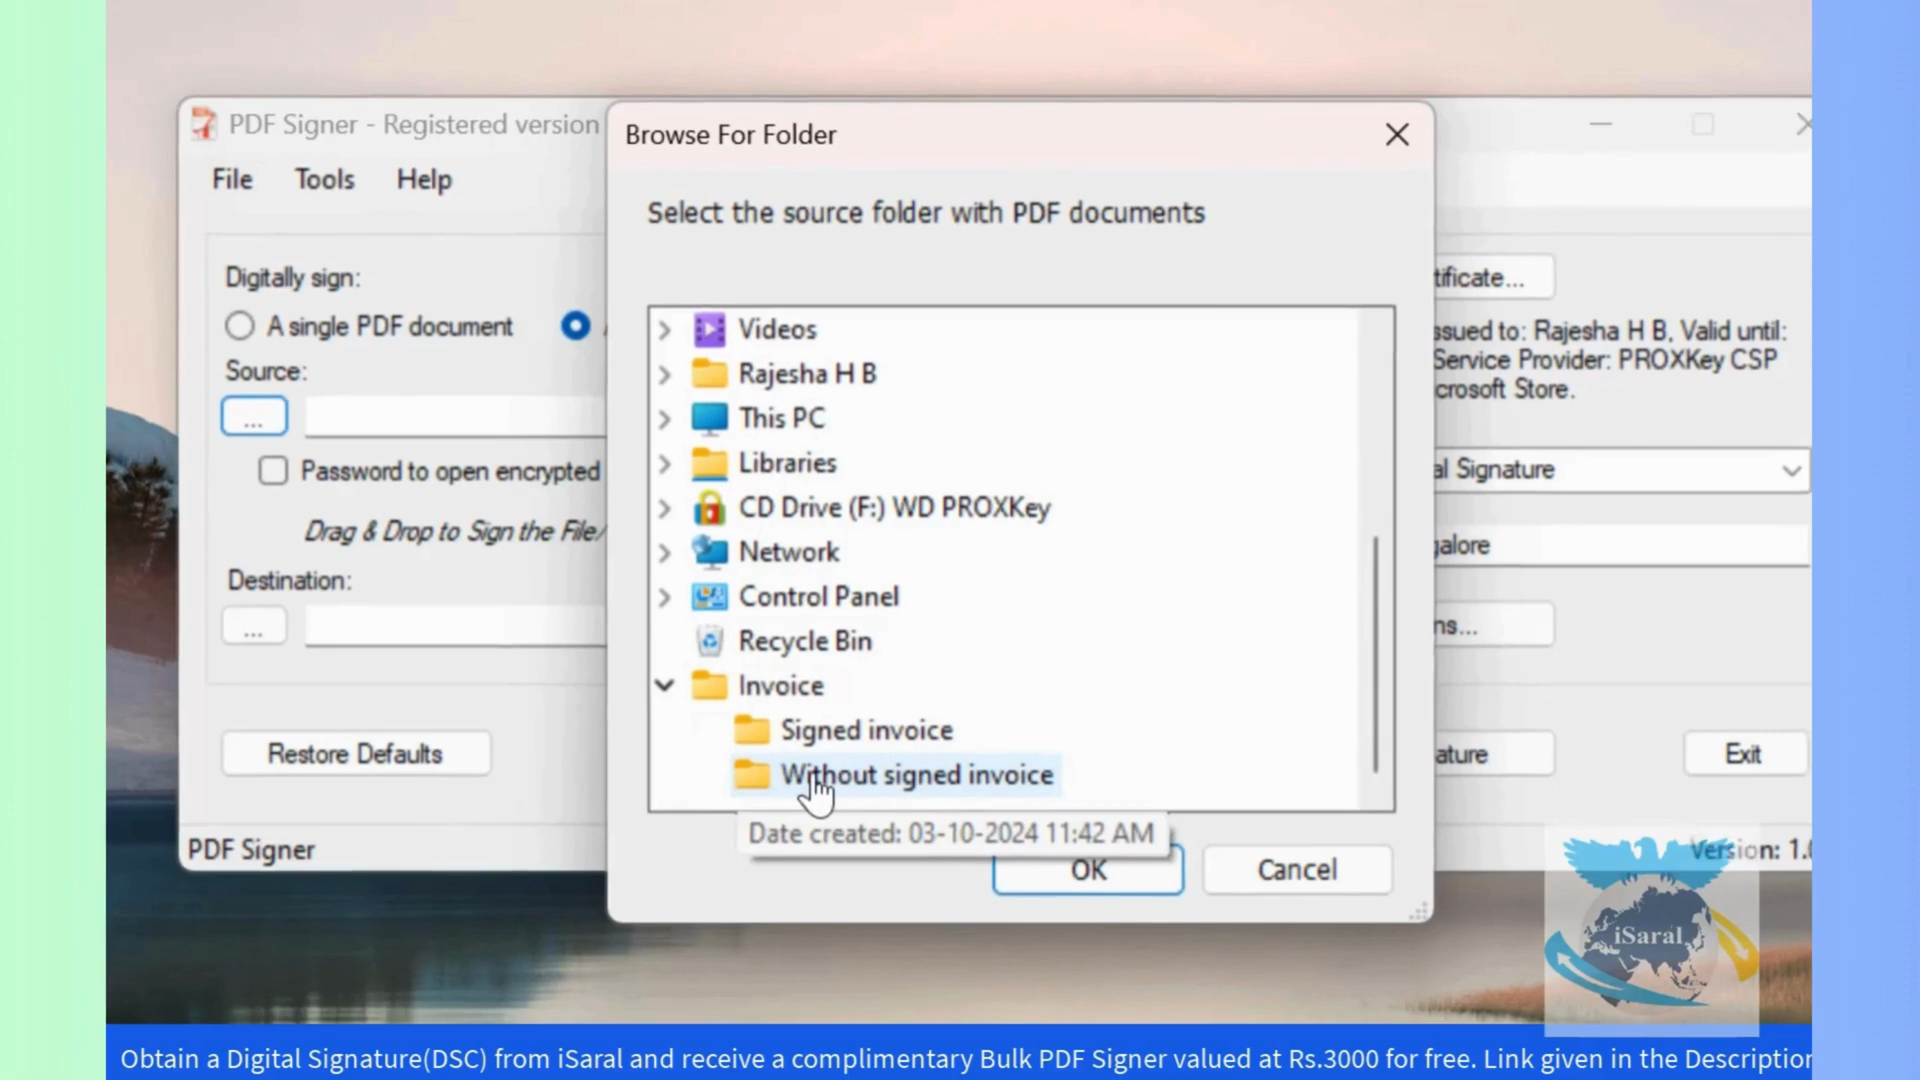 PDF Signer - Registered version
File Tools Help
Digitally sign:
A single PDF document
Source:
...
Password to open encrypted
Drag & Drop to Sign the File/
Destination:
...
Restore Defaults
PDF Signer
Browse For Folder
Select the source folder with PDF documents
Videos
Rajesha H B
This PC
Libraries
CD Drive (F:) WD PROXKey
Network
Control Panel
Recycle Bin
Invoice
Signed invoice
Without signed invoice
Date created: 03-10-2024 11:42 AM
OK Cancel
tificate...
ssued to: Rajesha H B, Valid until:
Service Provider: PROXKey CSP
crosoft Store.
al Signature
galore
ns...
ature
Exit
Version: 1.0
iSaral
Obtain a Digital Signature(DSC) from iSaral and receive a complimentary Bulk PDF Signer valued at Rs.3000 for free. Link given in the Description